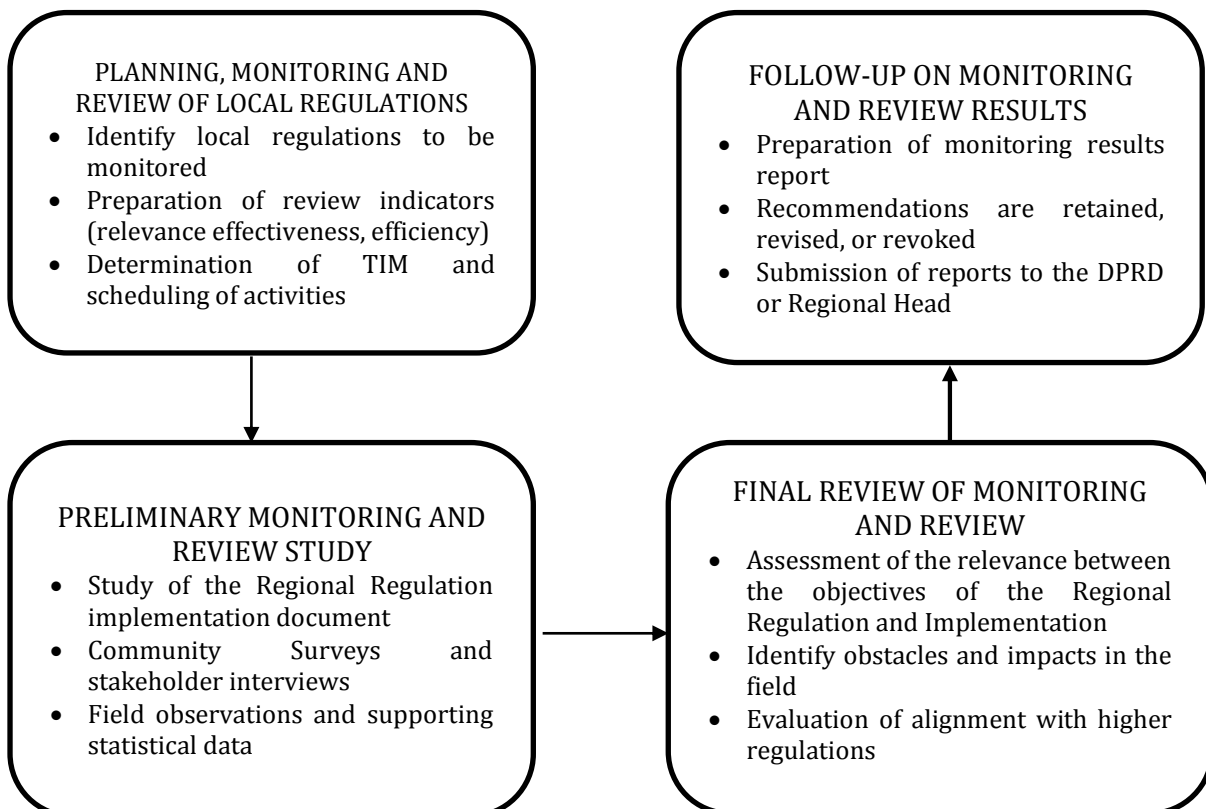 PLANNING, MONITORING AND
REVIEW OF LOCAL REGULATIONS
• Identify local regulations to be
monitored
• Preparation of review indicators
(relevance effectiveness, efficiency)
• Determination of TIM and
scheduling of activities
PRELIMINARY MONITORING AND
REVIEW STUDY
• Study of the Regional Regulation
implementation document
• Community Surveys and
stakeholder interviews
• Field observations and supporting
statistical data
FINAL REVIEW OF MONITORING
AND REVIEW
• Assessment of the relevance between
the objectives of the Regional
Regulation and Implementation
• Identify obstacles and impacts in the
field
• Evaluation of alignment with higher
regulations
FOLLOW-UP ON MONITORING
AND REVIEW RESULTS
• Preparation of monitoring results
report
• Recommendations are retained,
revised, or revoked
• Submission of reports to the DPRD
or Regional Head